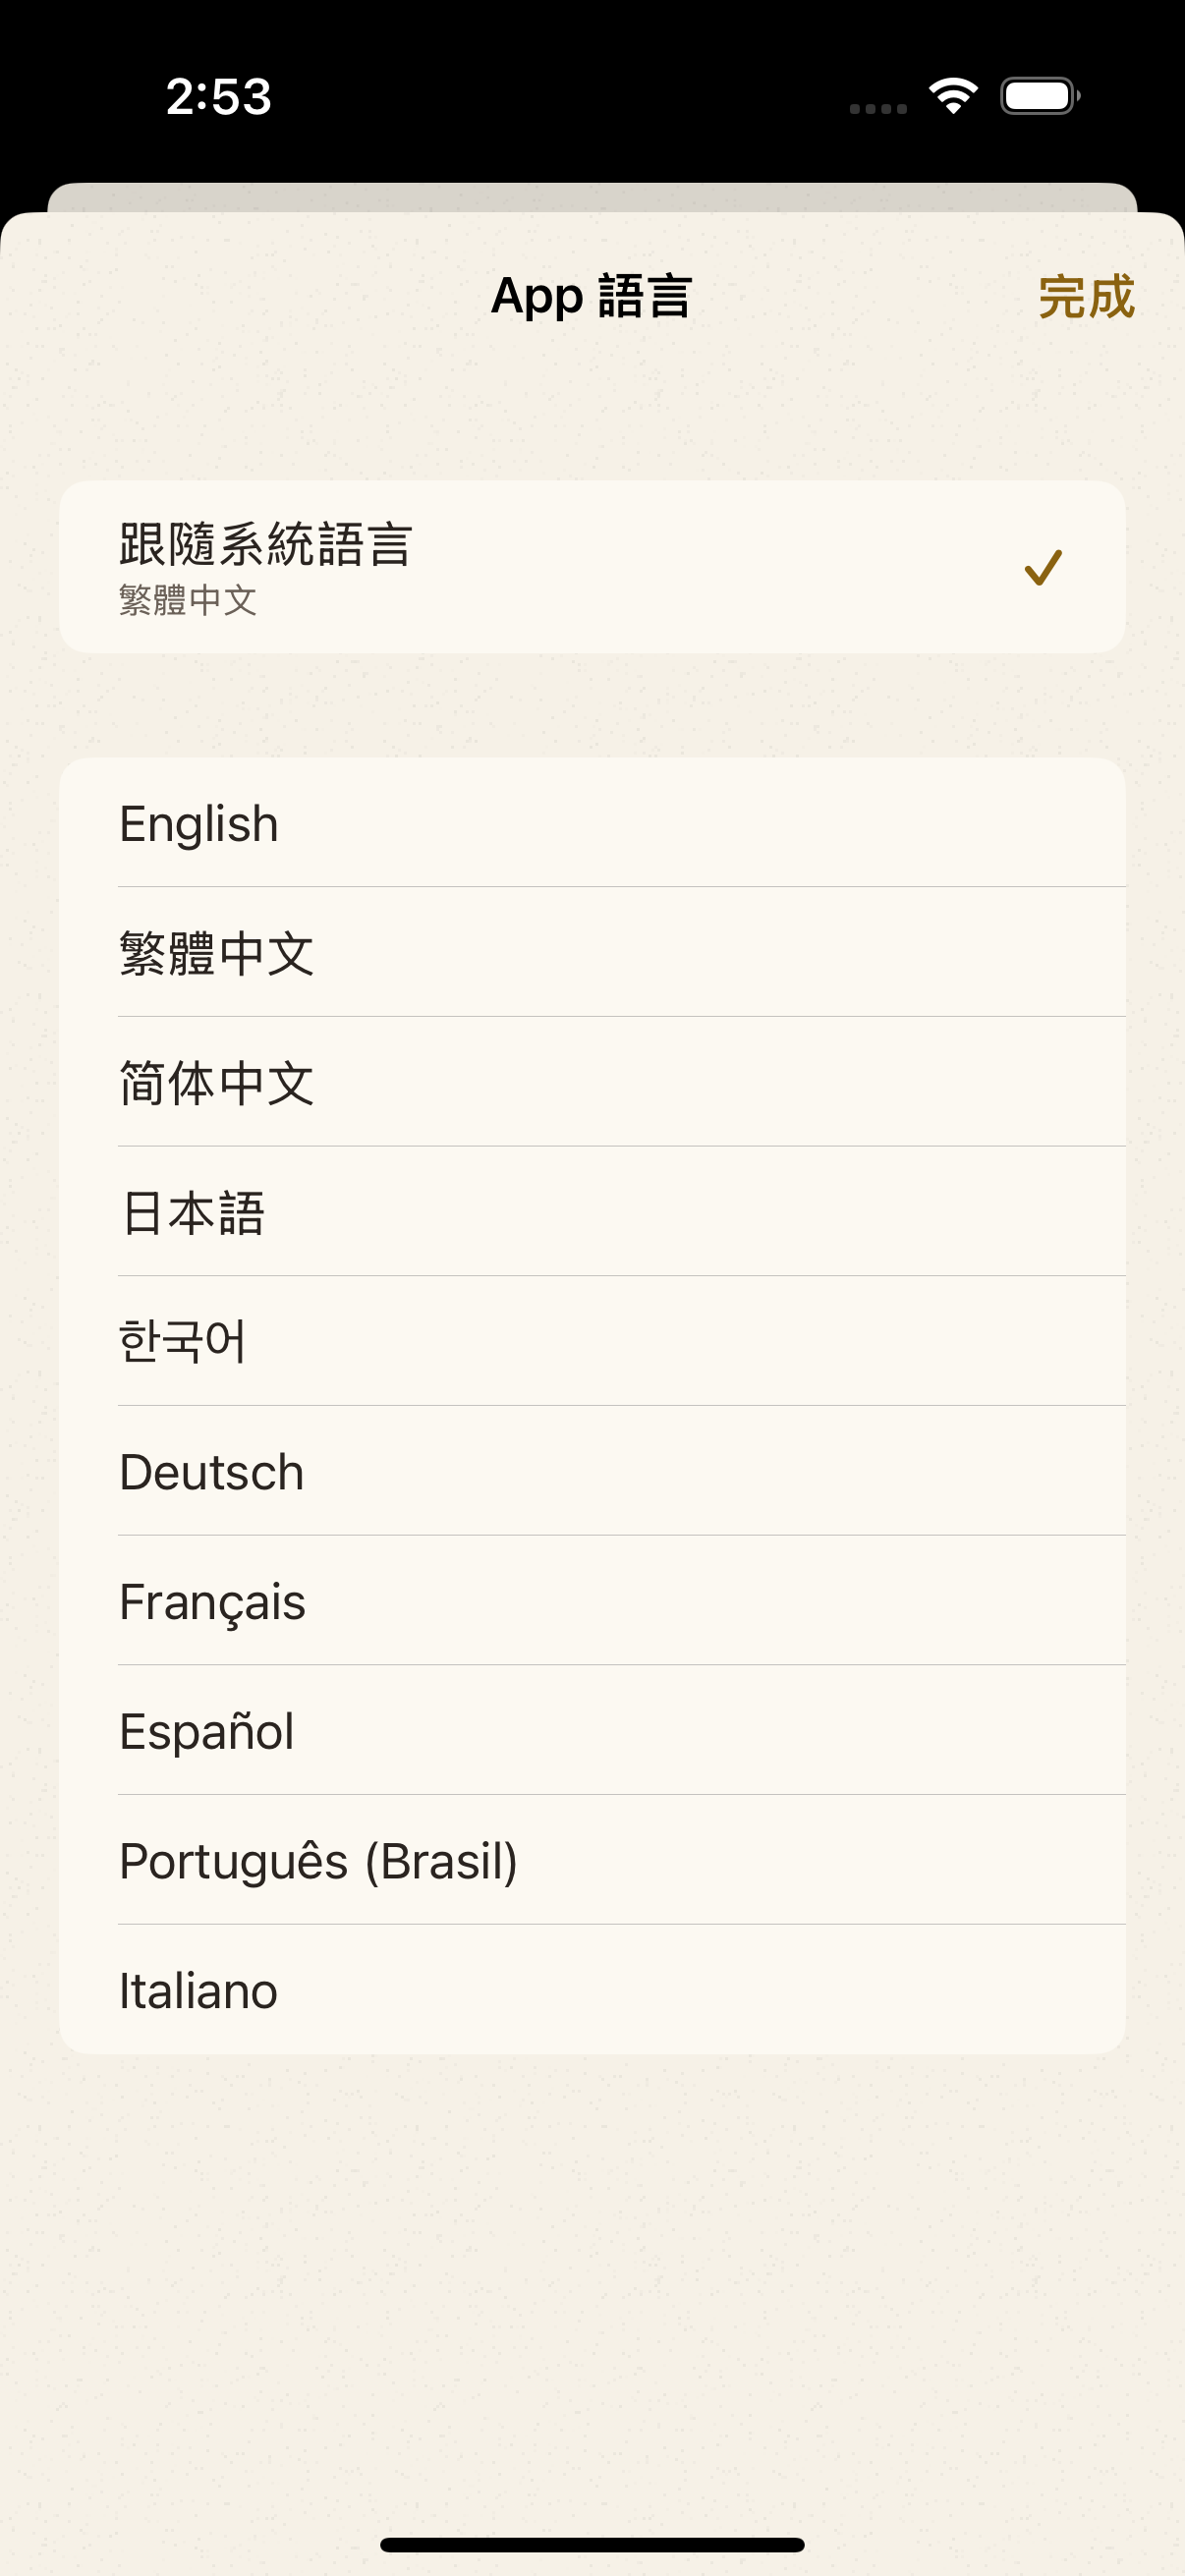 2:53
App 語言
完成
跟隨系統語言
繁體中文
English
繁體中文
简体中文
日本語
한국어
Deutsch
Français
Español
Português (Brasil)
Italiano